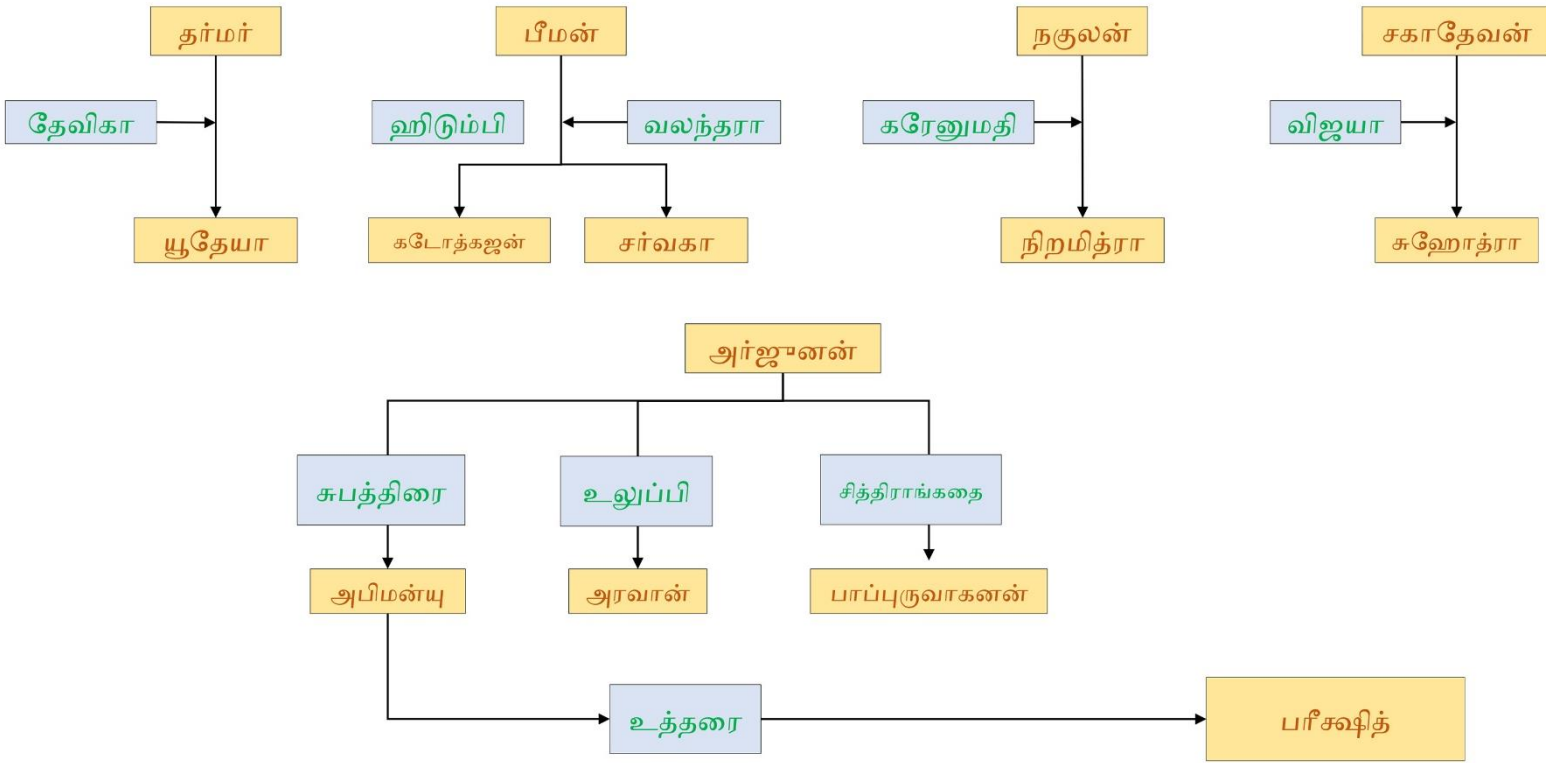 தர்மர்
பீமன்
நகுலன்
சகாதேவன்
தேவிகா
ஹிடும்பி
வலந்தரா
கரேனுமதி
விஜயா
யூதேயா
கடோத்கஜன்
சர்வகா
நிறமித்ரா
சுஹோத்ரா
அர்ஜுனன்
சுபத்திரை
உலுப்பி
சித்திராங்கதை
அபிமன்யு
அரவான்
பாப்புருவாகனன்
உத்தரை
பரீக்ஷித்